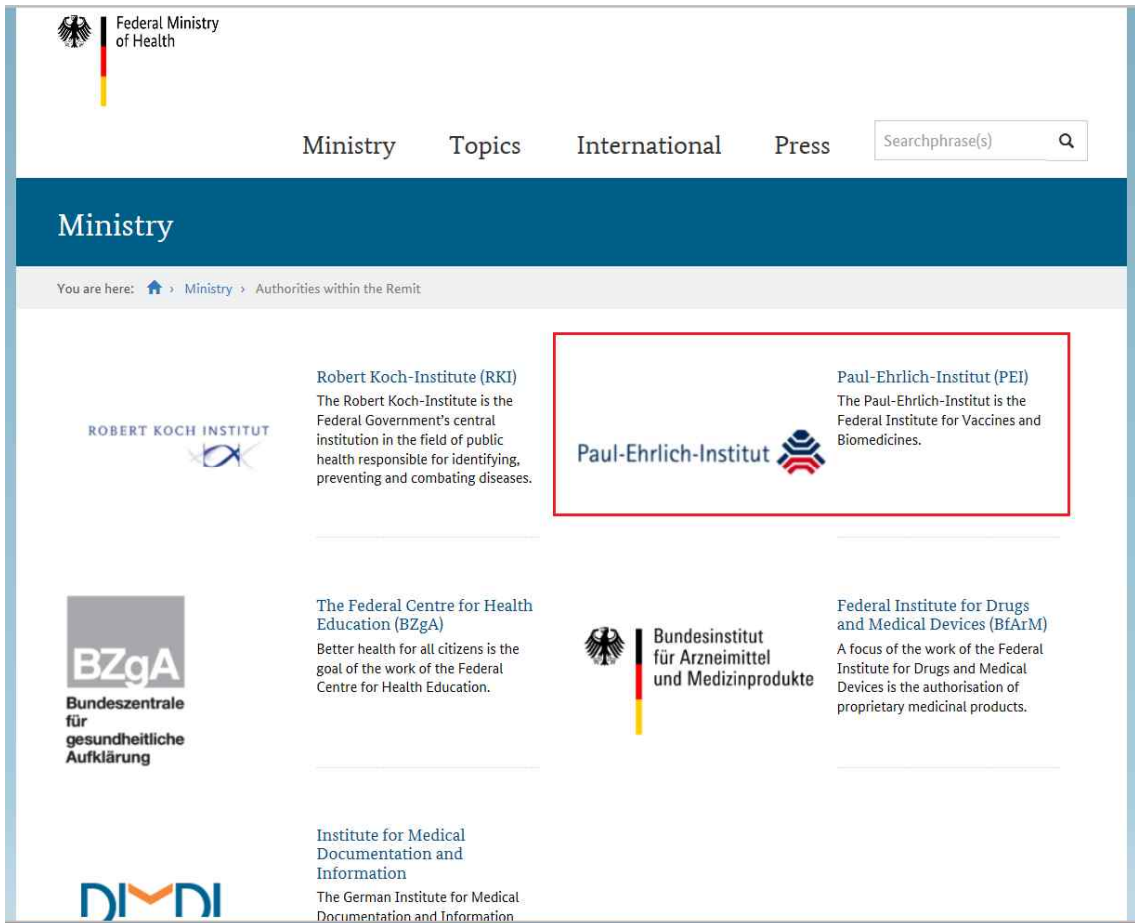 Federal Ministry
of Health
Ministry Topics International Press Searchphrase(s)
Ministry
You are here: › Ministry › Authorities within the Remit
ROBERT KOCH INSTITUT
Robert Koch-Institute (RKI)
The Robert Koch-Institute is the
Federal Government's central
institution in the field of public
health responsible for identifying,
preventing and combating diseases.
Paul-Ehrlich-Institut
Paul-Ehrlich-Institut (PEI)
The Paul-Ehrlich-Institut is the
Federal Institute for Vaccines and
Biomedicines.
BZgA
Bundeszentrale
für
gesundheitliche
Aufklärung
The Federal Centre for Health
Education (BZgA)
Better health for all citizens is the
goal of the work of the Federal
Centre for Health Education.
Bundesinstitut
für Arzneimittel
und Medizinprodukte
Federal Institute for Drugs
and Medical Devices (BfArM)
A focus of the work of the Federal
Institute for Drugs and Medical
Devices is the authorisation of
proprietary medicinal products.
DIMDI
Institute for Medical
Documentation and
Information
The German Institute for Medical
Documentation and Information